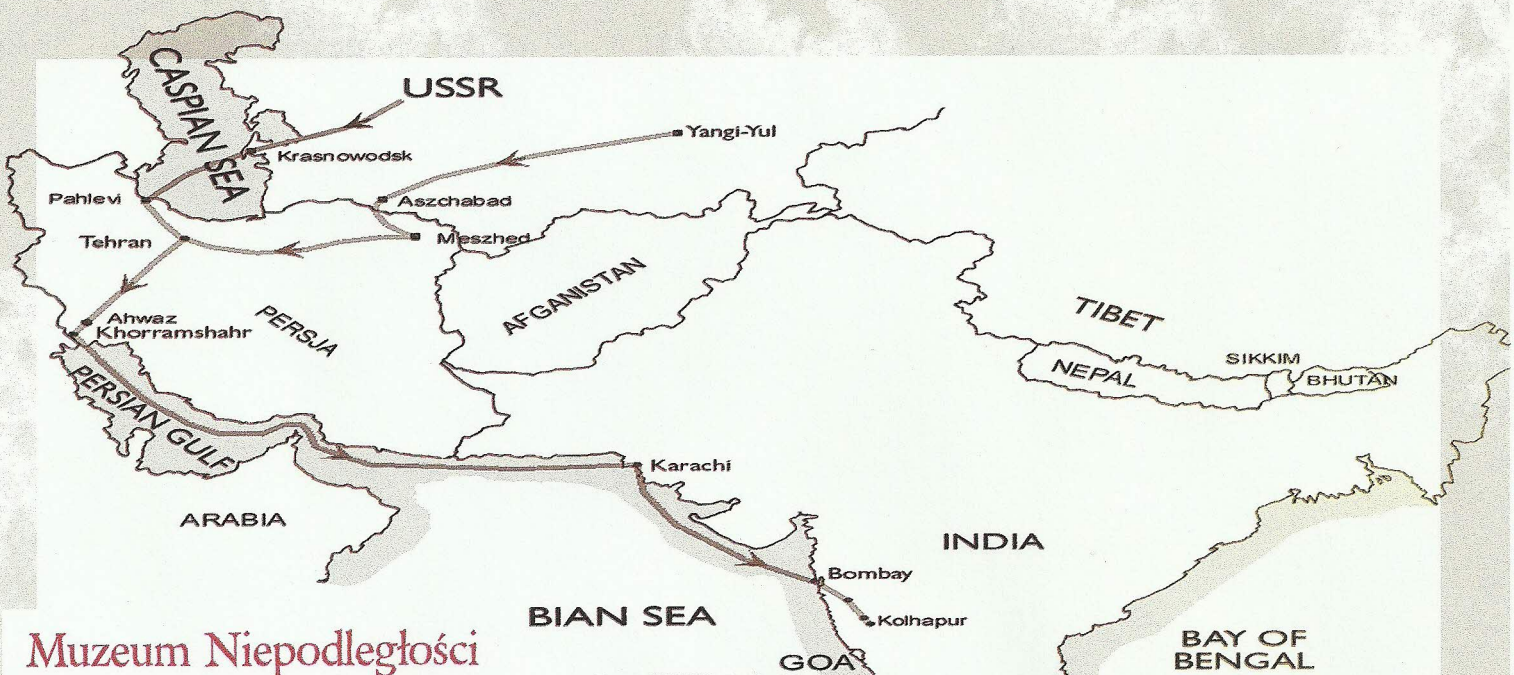 CASPIAN SEA
USSR
Yangi-Yul
Krasnowodsk
Pahlevi
Aszchabad
Tehran
Meszhed
AFGANISTAN
PERSJA
Ahwaz
Khorramshahr
TIBET
NEPAL
SIKKIM
BHUTAN
PERSIAN GULF
Karachi
ARABIA
INDIA
Bombay
BIAN SEA
Kolhapur
Muzeum Niepodległości
GOA
BAY OF
BENGAL